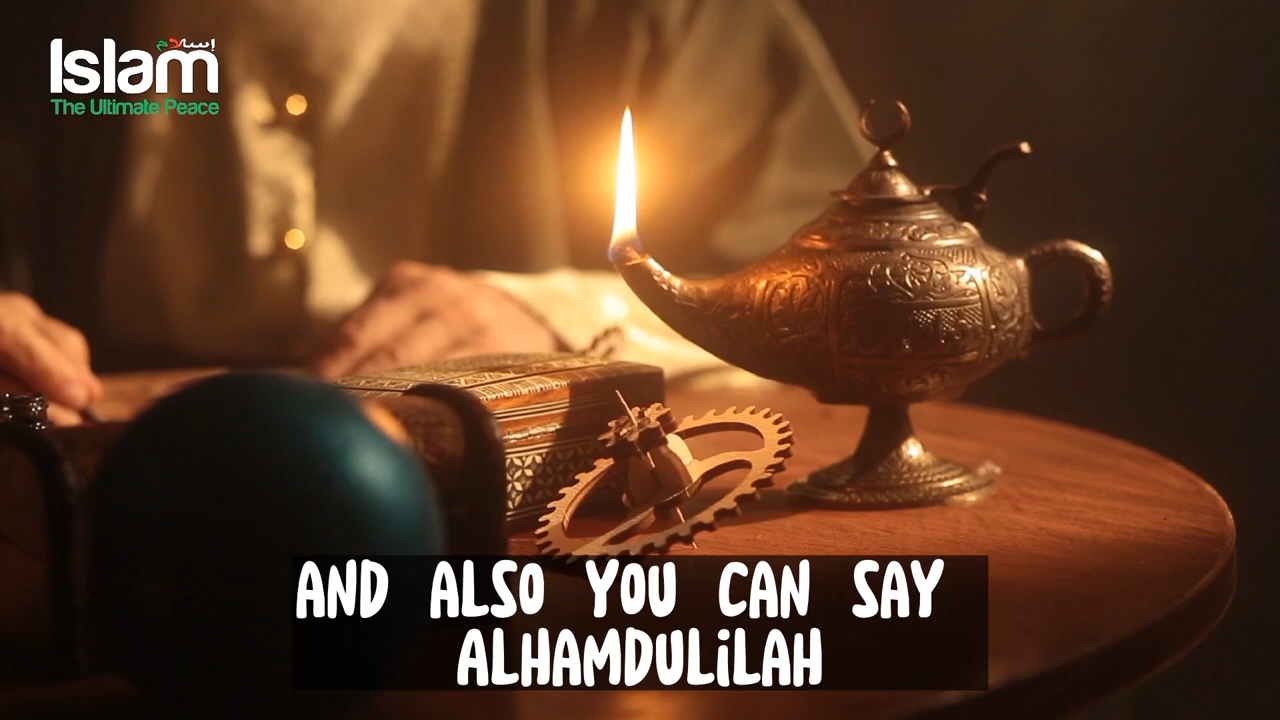 إسلام
Islam
The Ultimate Peace
AND ALSO YOU CAN SAY
ALHAMDULiLAH